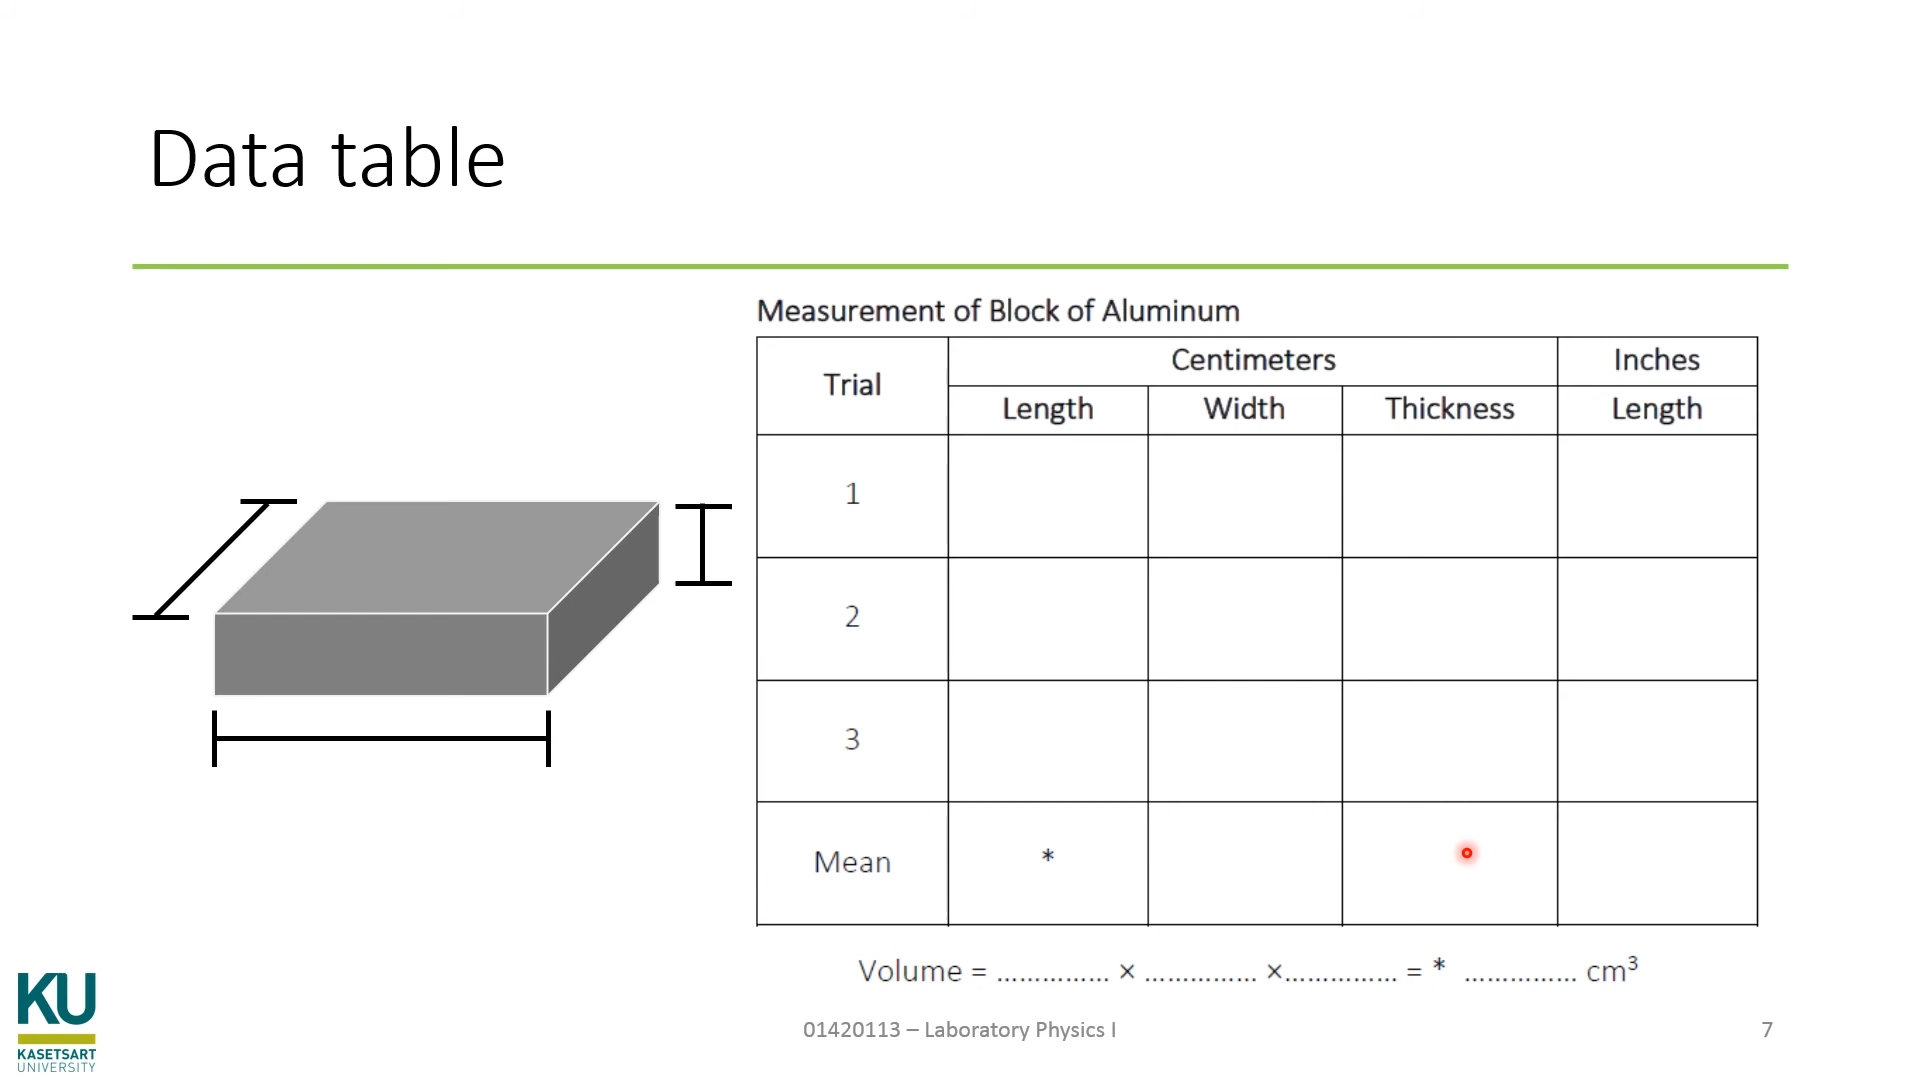 Data table
Measurement of Block of Aluminum
Trial Centimeters Inches
Length Width Thickness Length
1
2
3
Mean *
Volume = …………… × …………… ×…………… = * …………… cm³
KU
KASETSART
UNIVERSITY
01420113 – Laboratory Physics I
7